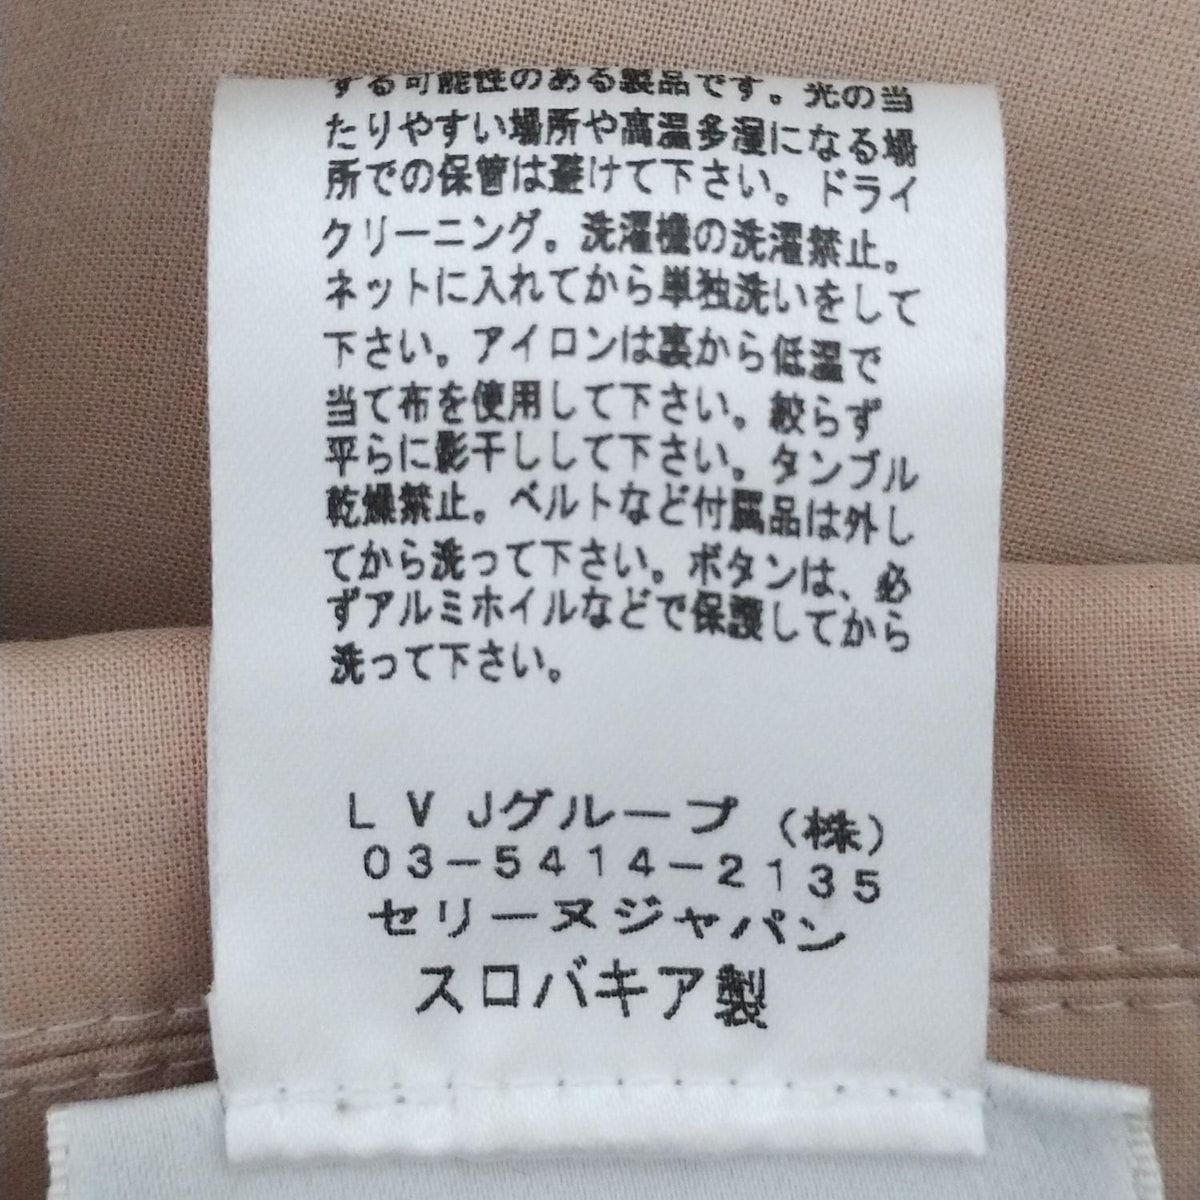 する可能性のある製品です。光の当
たりやすい場所や高温多湿になる場
所での保管は避けて下さい。ドライ
クリーニング。洗濯機の洗濯禁止。
ネットに入れてから単独洗いをして
下さい。アイロンは裏から低温で
当て布を使用して下さい。絞らず
平らに影干しして下さい。タンブル
乾燥禁止。ベルトなど付属品は外し
てから洗って下さい。ボタンは、必
ずアルミホイルなどで保護してから
洗って下さい。
LVJグループ(株)
03-5414-2135
セリーヌジャパン
スロバキア製